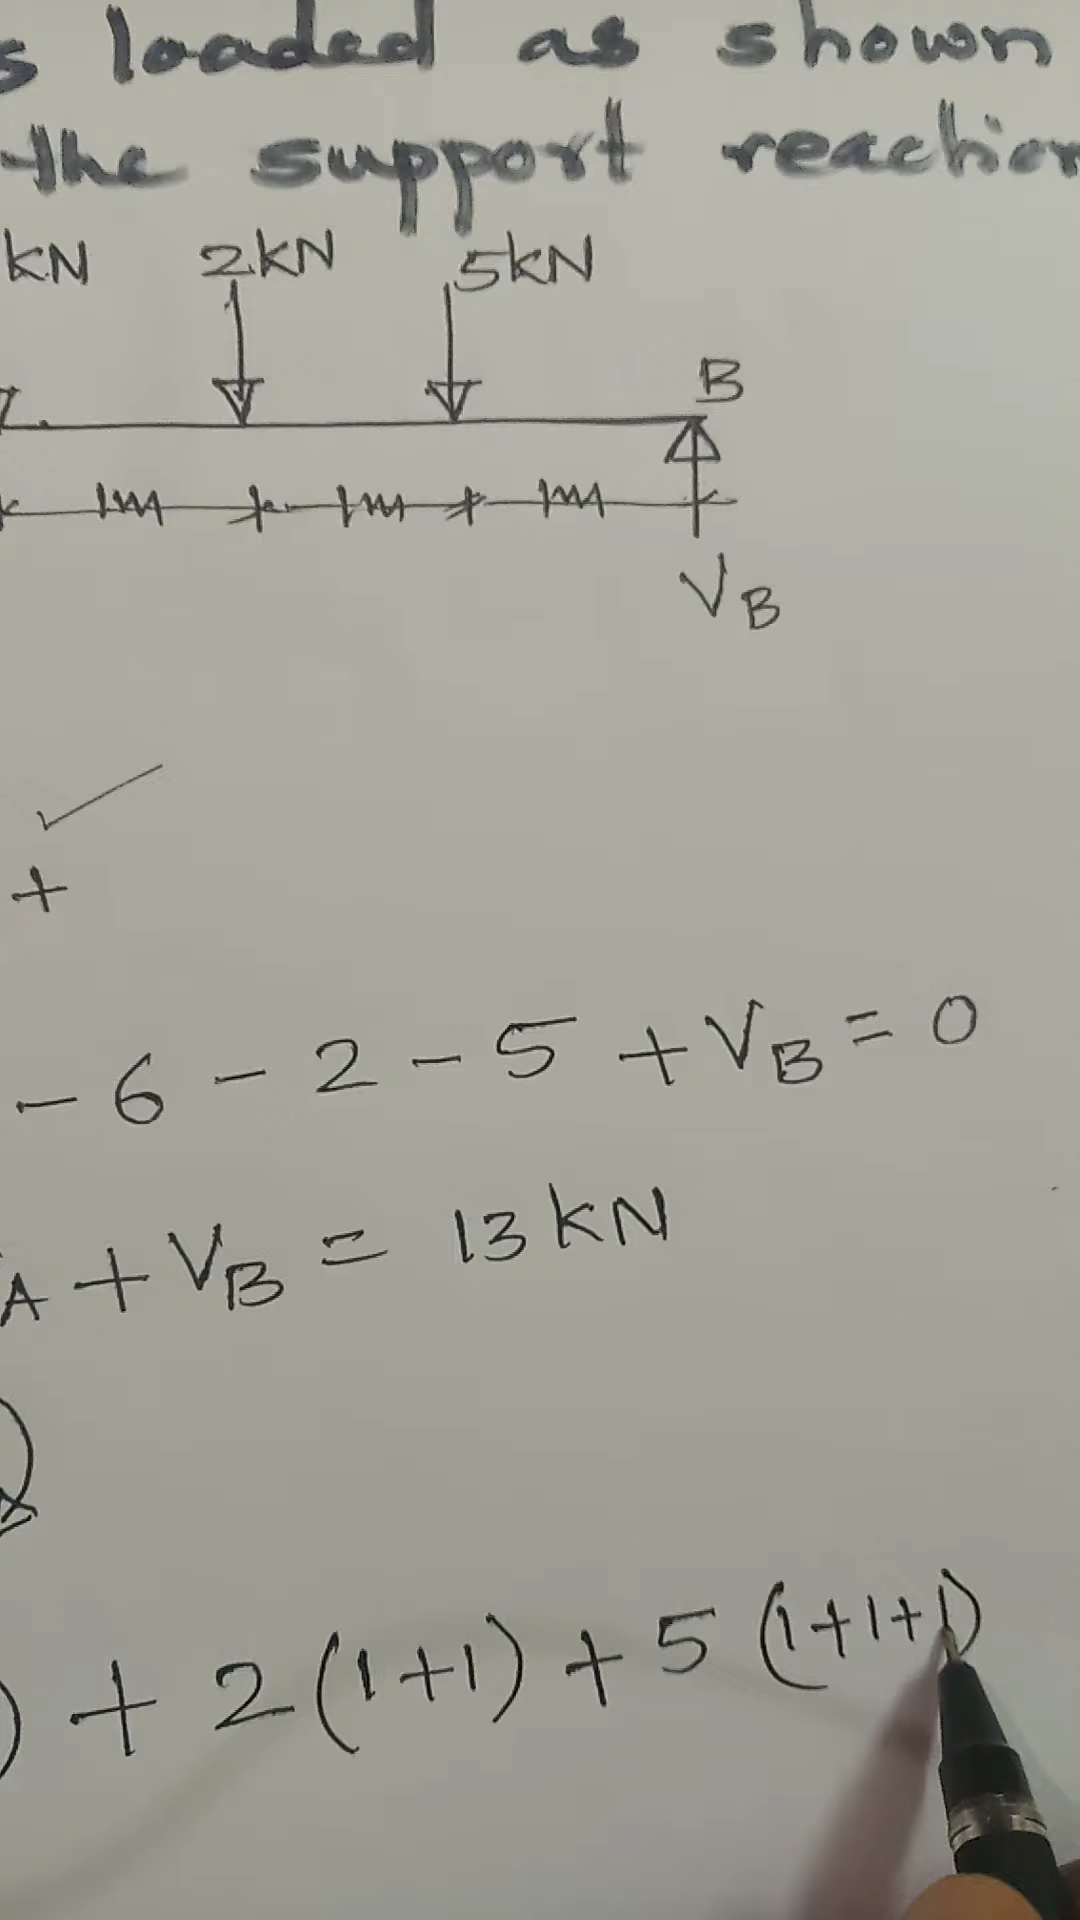 s loaded as shown
the support reaction
kN 2kN 5kN
B
1m 1m 1m
VB
+
- 6 - 2 - 5 + VB = 0
A + VB = 13 kN
) + 2 (1+1) + 5 (1+1+1)